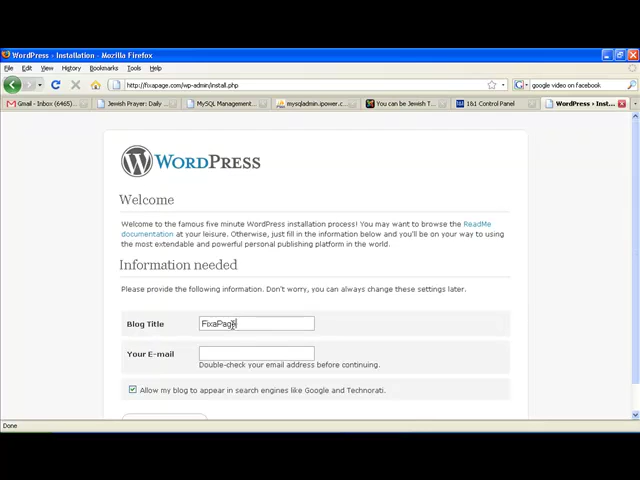 WordPress › Installation - Mozilla Firefox
File Edit View History Bookmarks Tools Help
http://fixapage.com/wp-admin/install.php
google video on facebook
Gmail - Inbox (6465)
Jewish Prayer: Daily ...
MySQL Management...
mysqladmin.ipower.c...
You can be Jewish T...
1&1 Control Panel
WordPress › Inst...
WORDPRESS
Welcome
Welcome to the famous five minute WordPress installation process! You may want to browse the ReadMe
documentation at your leisure. Otherwise, just fill in the information below and you'll be on your way to using
the most extendable and powerful personal publishing platform in the world.
Information needed
Please provide the following information. Don't worry, you can always change these settings later.
Blog Title
FixaPage
Your E-mail
Double-check your email address before continuing.
Allow my blog to appear in search engines like Google and Technorati.
Done